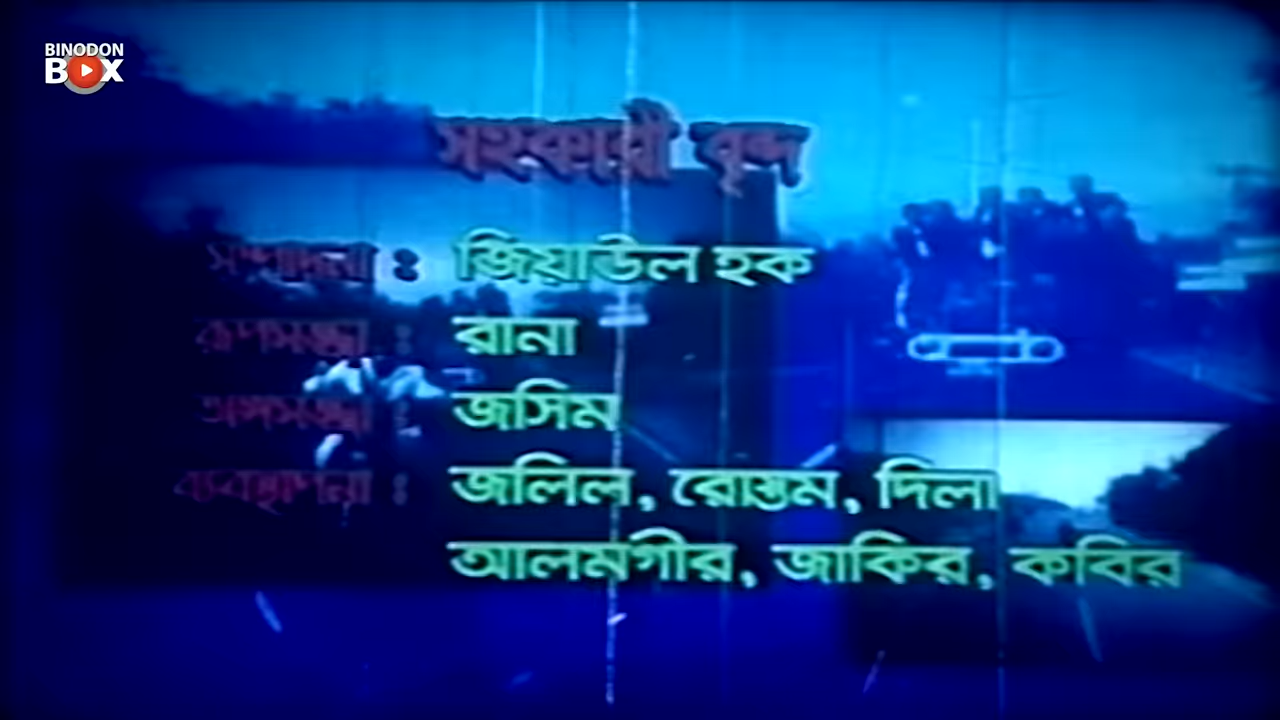 BINODON
BOX
সহকারী বৃন্দ
সম্পাদনা : জিয়াউল হক
রূপসজ্জা : রানা
অঙ্গসজ্জা : জসিম
ব্যবস্থাপনা : জলিল, রোস্তম, দিলা
আলমগীর, জাকির, কবির